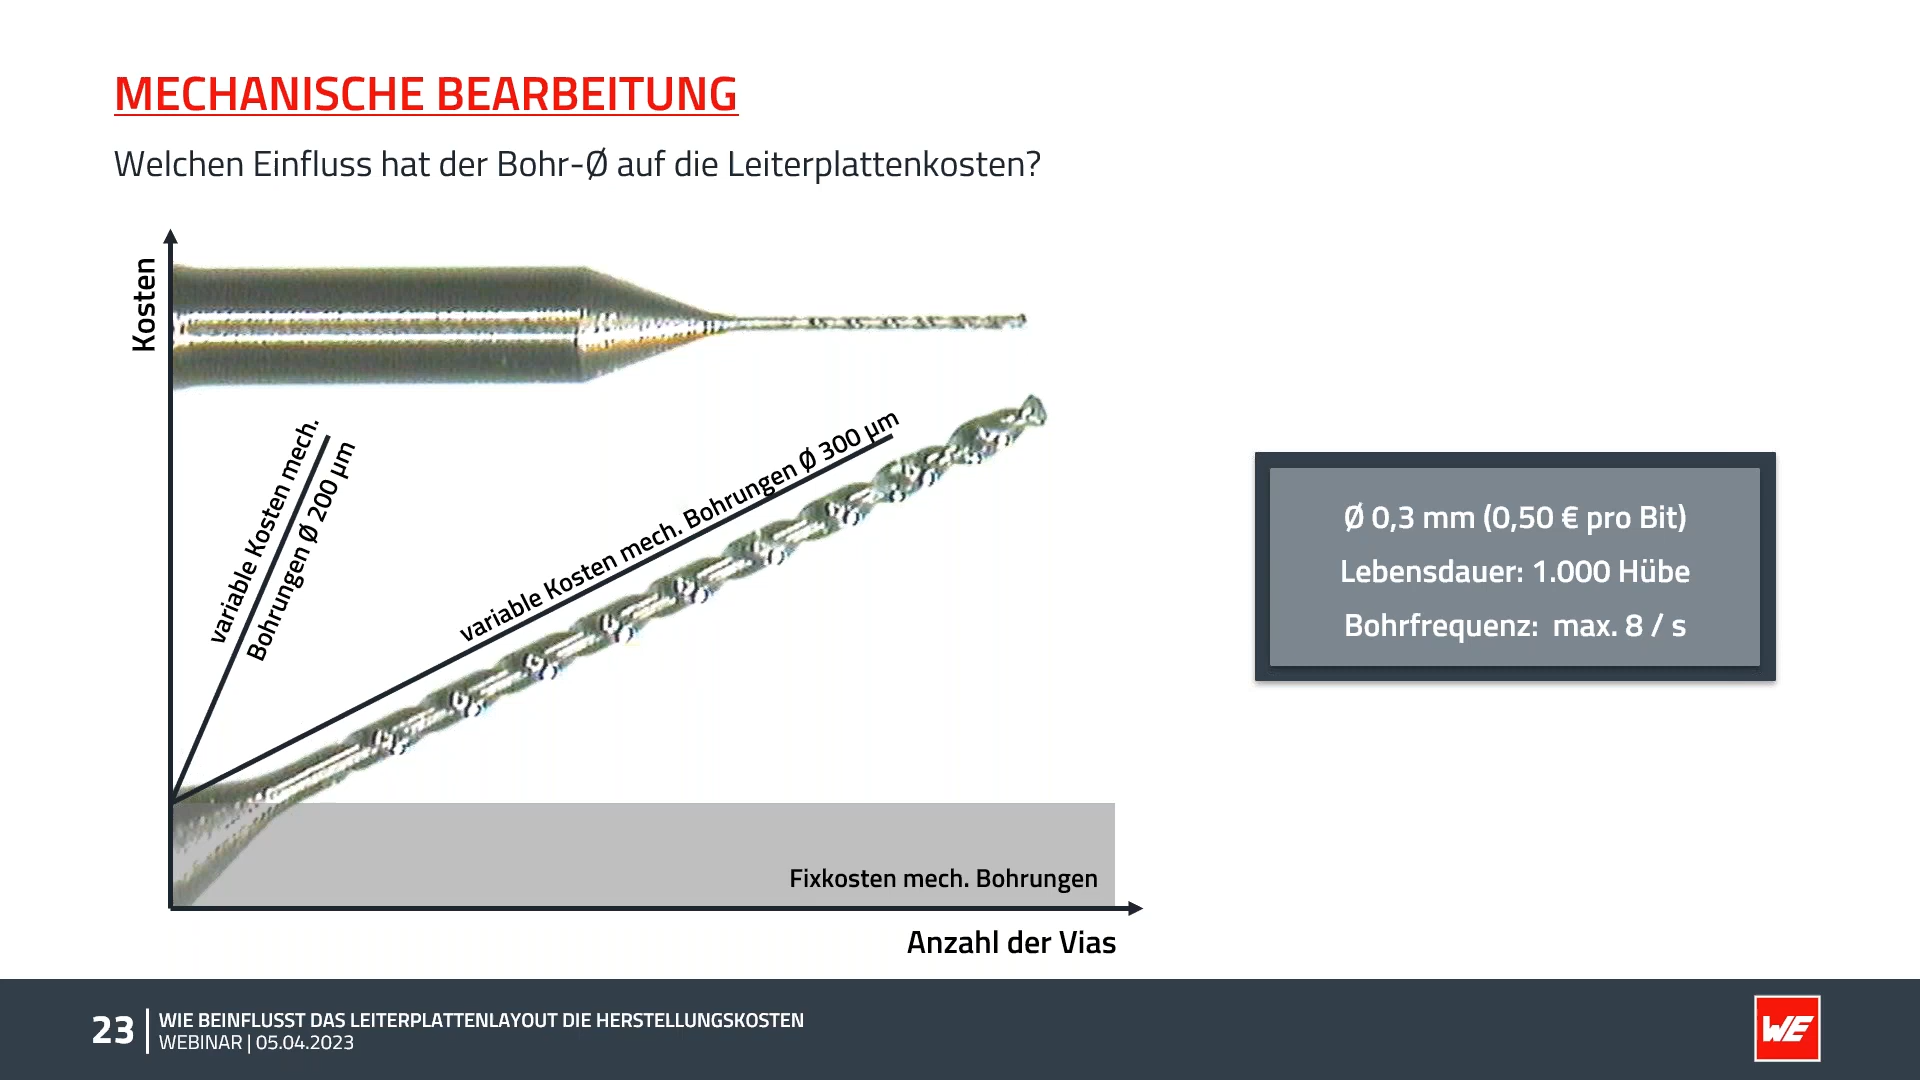 MECHANISCHE BEARBEITUNG
Welchen Einfluss hat der Bohr-Ø auf die Leiterplattenkosten?
Kosten
variable Kosten mech.
Bohrungen Ø 200 µm
variable Kosten mech. Bohrungen Ø 300 µm
Ø 0,3 mm (0,50 € pro Bit)
Lebensdauer: 1.000 Hübe
Bohrfrequenz: max. 8 / s
Fixkosten mech. Bohrungen
Anzahl der Vias
23
WIE BEINFLUSST DAS LEITERPLATTENLAYOUT DIE HERSTELLUNGSKOSTEN
WEBINAR | 05.04.2023
WE